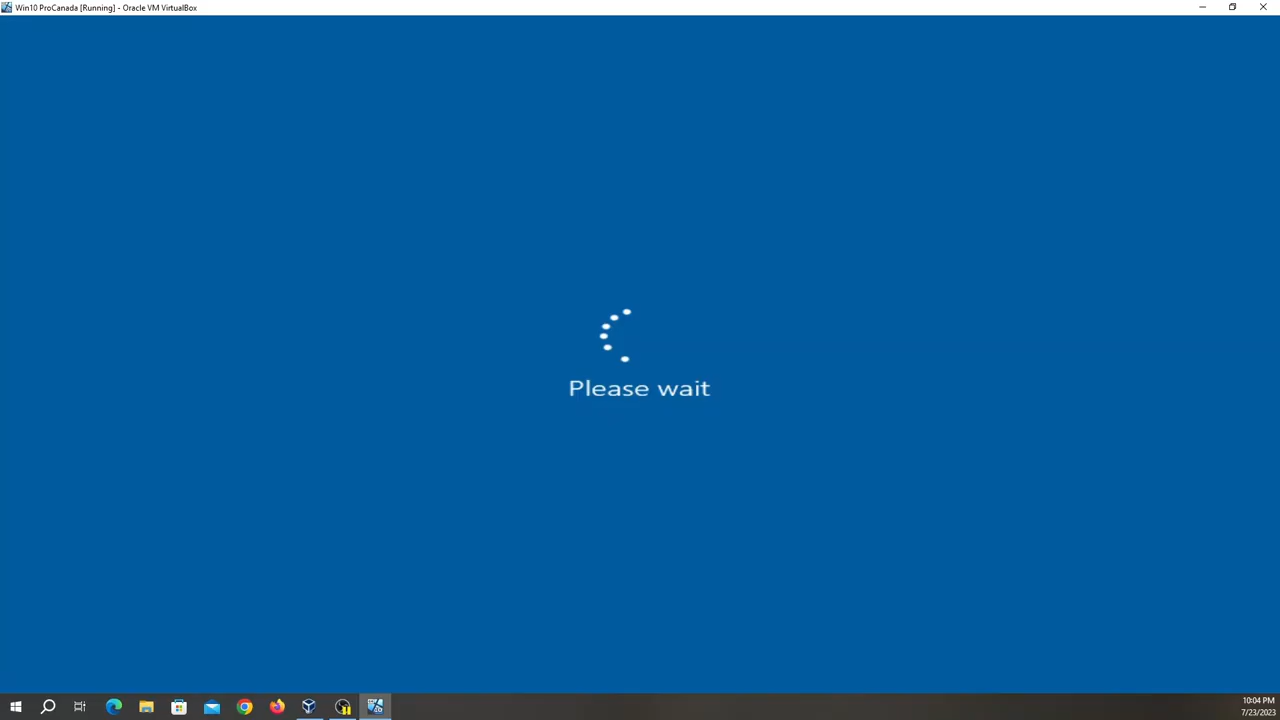 Win10 ProCanada [Running] - Oracle VM VirtualBox
Please wait
10:04 PM
7/23/2023